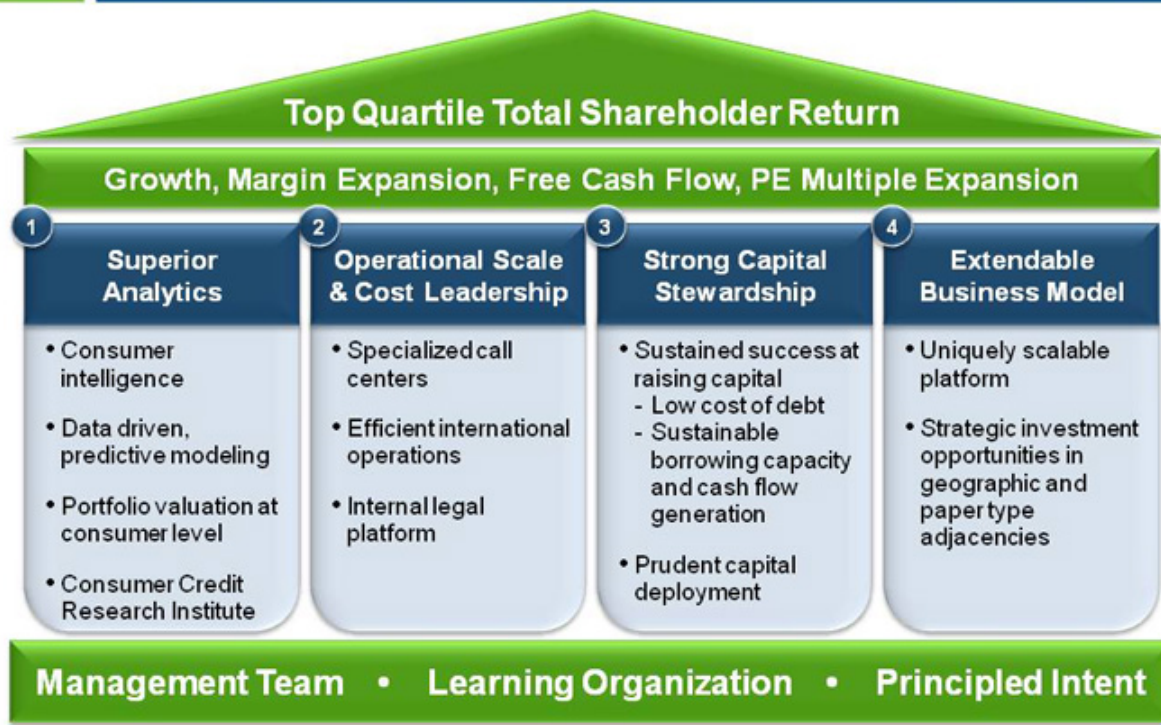 Top Quartile Total Shareholder Return
Growth, Margin Expansion, Free Cash Flow, PE Multiple Expansion
1
Superior
Analytics
• Consumer
intelligence
• Data driven,
predictive modeling
• Portfolio valuation at
consumer level
• Consumer Credit
Research Institute
2
Operational Scale
& Cost Leadership
• Specialized call
centers
• Efficient international
operations
• Internal legal
platform
3
Strong Capital
Stewardship
• Sustained success at
raising capital
- Low cost of debt
- Sustainable
borrowing capacity
and cash flow
generation
• Prudent capital
deployment
4
Extendable
Business Model
• Uniquely scalable
platform
• Strategic investment
opportunities in
geographic and
paper type
adjacencies
Management Team • Learning Organization • Principled Intent